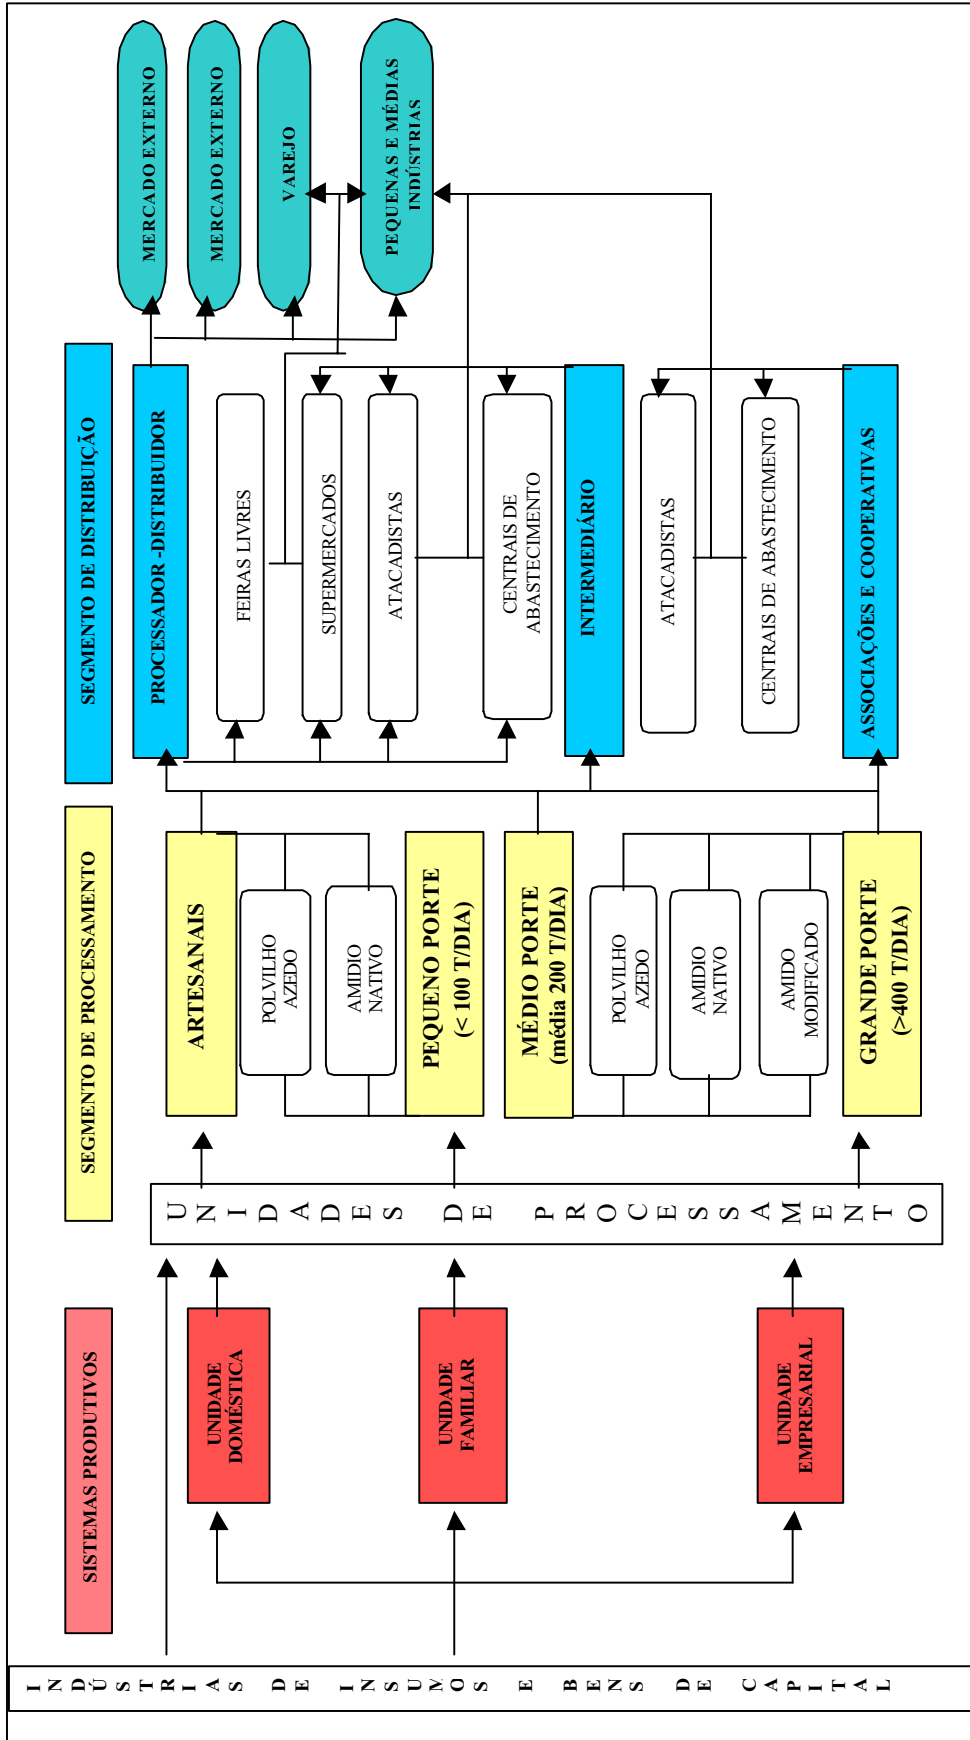 INDÚSTRIAS DE INSUMOS E BENS DE CAPITAL
SISTEMAS PRODUTIVOS
UNIDADE
DOMÉSTICA
UNIDADE
FAMILIAR
UNIDADE
EMPRESARIAL
UNIDADES DE PROCESSAMENTO
SEGMENTO DE PROCESSAMENTO
ARTESANAIS
POLVILHO
AZEDO
AMIDIO
NATIVO
PEQUENO PORTE
(< 100 T/DIA)
MÉDIO PORTE
(média 200 T/DIA)
POLVILHO
AZEDO
AMIDIO
NATIVO
AMIDO
MODIFICADO
GRANDE PORTE
(>400 T/DIA)
SEGMENTO DE DISTRIBUIÇÃO
PROCESSADOR -DISTRIBUIDOR
FEIRAS LIVRES
SUPERMERCADOS
ATACADISTAS
CENTRAIS DE
ABASTECIMENTO
INTERMEDIÁRIO
ATACADISTAS
CENTRAIS DE ABASTECIMENTO
ASSOCIAÇÕES E COOPERATIVAS
MERCADO EXTERNO
MERCADO EXTERNO
VAREJO
PEQUENAS E MÉDIAS
INDÚSTRIAS